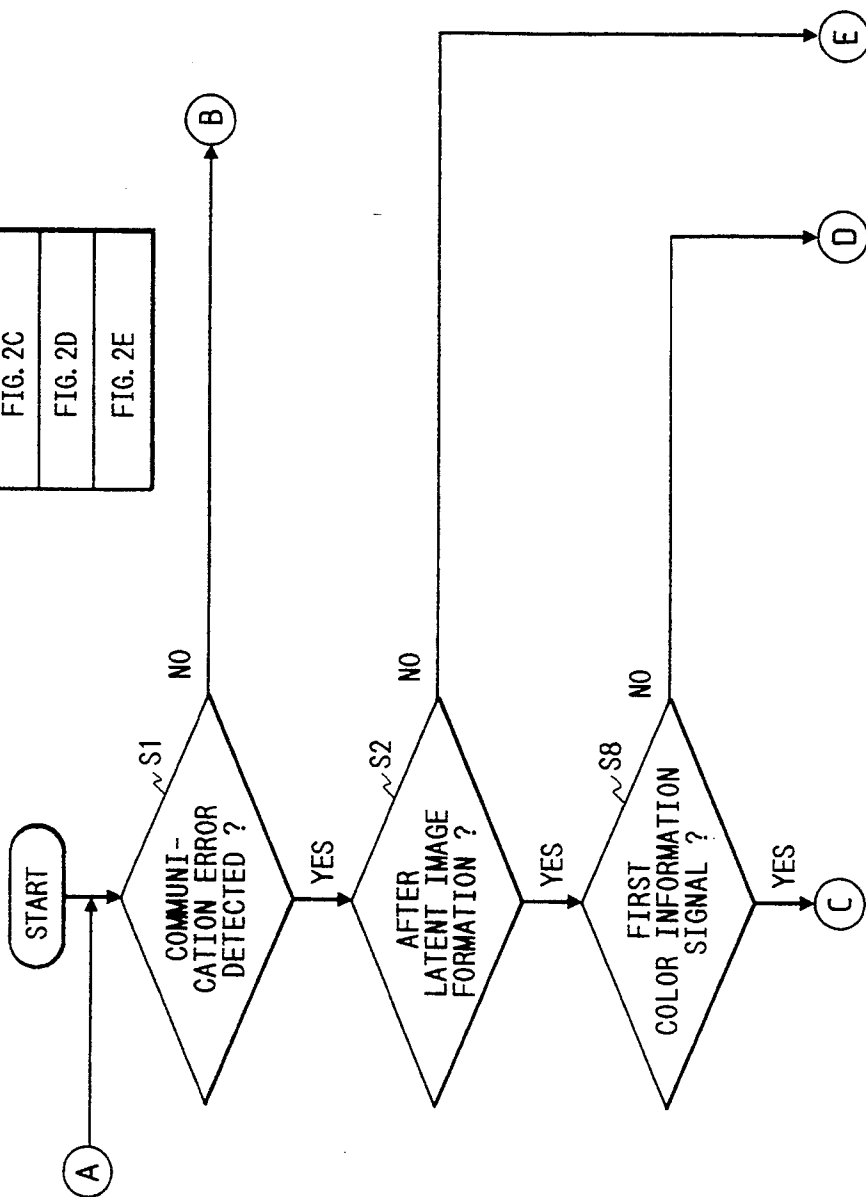 FIG. 2C
FIG. 2D
FIG. 2E
START
A
COMMUNI-
CATION ERROR
DETECTED ?
S1
NO
B
YES
AFTER
LATENT IMAGE
FORMATION ?
S2
NO
E
YES
FIRST
COLOR INFORMATION
SIGNAL ?
S8
NO
D
YES
C